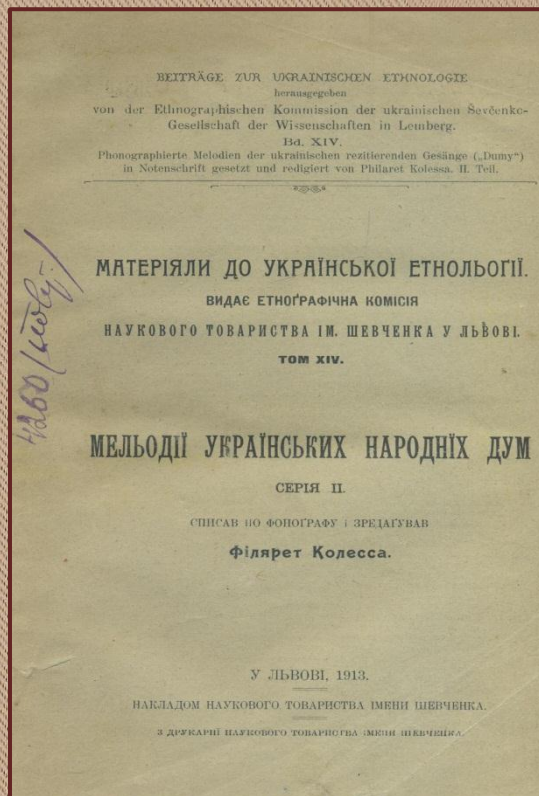 BEITRÄGE ZUR UKRAINISCHEN ETHNOLOGIE
herausgegeben
von der Ethnographischen Kommission der ukrainischen Ševčenko-
Gesellschaft der Wissenschaften in Lemberg.
Bd. XIV.
Phonographierte Melodien der ukrainischen rezitierenden Gesänge („Dumy“)
in Notenschrift gesetzt und redigiert von Philaret Kolessa. II. Teil.
МАТЕРІЯЛИ ДО УКРАЇНСЬКОЇ ЕТНОЛЬОҐІЇ.
ВИДАЄ ЕТНОҐРАФІЧНА КОМІСІЯ
НАУКОВОГО ТОВАРИСТВА ІМ. ШЕВЧЕНКА У ЛЬВОВІ.
ТОМ XIV.
МЕЛЬОДІЇ УКРАЇНСЬКИХ НАРОДНЇХ ДУМ
СЕРІЯ II.
СПИСАВ ПО ФОНОҐРАФУ І ЗРЕДАҐУВАВ
Філярет Колесса.
У ЛЬВОВІ, 1913.
НАКЛАДОМ НАУКОВОГО ТОВАРИСТВА ІМЕНИ ШЕВЧЕНКА.
З ДРУКАРНЇ НАУКОВОГО ТОВАРИСТВА ІМЕНИ ШЕВЧЕНКА.